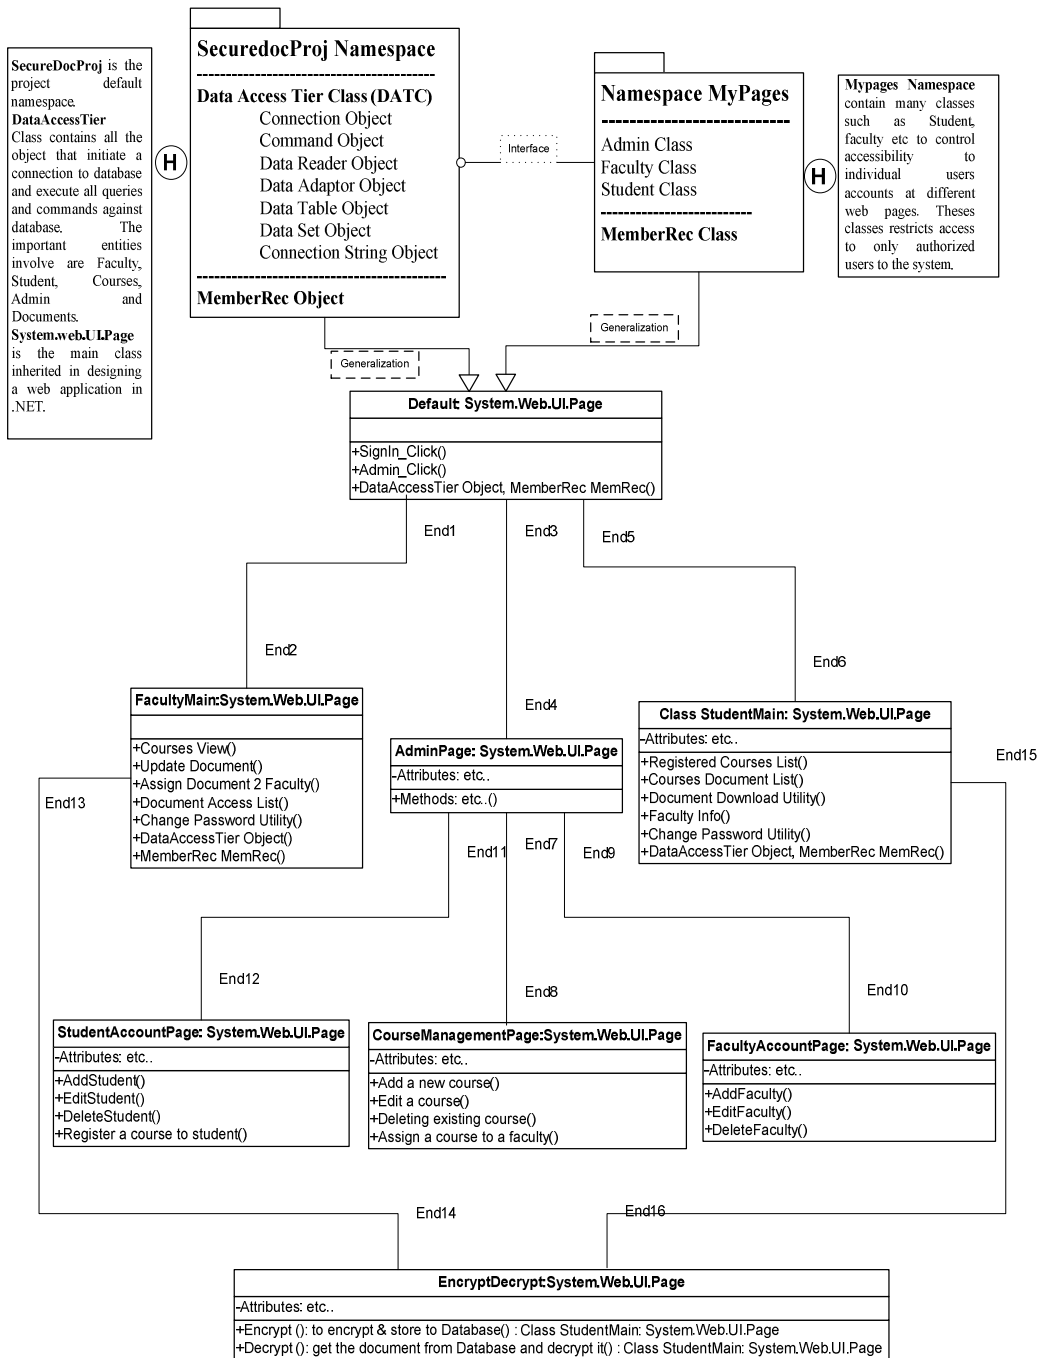 SecureDocProj is the
project default
namespace.
DataAccessTier
Class contains all the
object that initiate a
connection to database
and execute all queries
and commands against
database. The
important entities
involve are Faculty,
Student, Courses,
Admin and
Documents.
System.web.UI.Page
is the main class
inherited in designing
a web application in
.NET.
H
SecuredocProj Namespace
Data Access Tier Class (DATC)
Connection Object
Command Object
Data Reader Object
Data Adaptor Object
Data Table Object
Data Set Object
Connection String Object
MemberRec Object
Interface
Namespace MyPages
Admin Class
Faculty Class
Student Class
MemberRec Class
H
Mypages Namespace
contain many classes
such as Student,
faculty etc to control
accessibility to
individual users
accounts at different
web pages. Theses
classes restricts access
to only authorized
users to the system.
Generalization
Generalization
Default: System.Web.UI.Page
+SignIn_Click()
+Admin_Click()
+DataAccessTier Object, MemberRec MemRec()
End1
End3
End5
End2
End4
End6
FacultyMain:System.Web.UI.Page
+Courses View()
+Update Document()
+Assign Document 2 Faculty()
+Document Access List()
+Change Password Utility()
+DataAccessTier Object()
+MemberRec MemRec()
AdminPage: System.Web.UI.Page
-Attributes: etc..
+Methods: etc..()
Class StudentMain: System.Web.UI.Page
-Attributes: etc..
+Registered Courses List()
+Courses Document List()
+Document Download Utility()
+Faculty Info()
+Change Password Utility()
+DataAccessTier Object, MemberRec MemRec()
End15
End13
End11
End7
End9
End12
End8
End10
StudentAccountPage: System.Web.UI.Page
-Attributes: etc..
+AddStudent()
+EditStudent()
+DeleteStudent()
+Register a course to student()
CourseManagementPage:System.Web.UI.Page
-Attributes: etc..
+Add a new course()
+Edit a course()
+Deleting existing course()
+Assign a course to a faculty()
FacultyAccountPage: System.Web.UI.Page
-Attributes: etc..
+AddFaculty()
+EditFaculty()
+DeleteFaculty()
End14
End16
EncryptDecrypt:System.Web.UI.Page
-Attributes: etc..
+Encrypt (): to encrypt & store to Database() : Class StudentMain: System.Web.UI.Page
+Decrypt (): get the document from Database and decrypt it() : Class StudentMain: System.Web.UI.Page